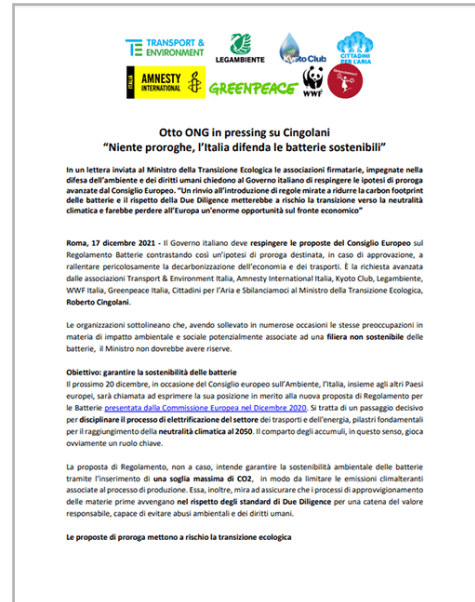 TRANSPORT &
ENVIRONMENT
LEGAMBIENTE
Kyoto Club
CITTADINI
PER L'ARIA
ITALIA
AMNESTY
INTERNATIONAL
GREENPEACE
WWF
Otto ONG in pressing su Cingolani
“Niente proroghe, l’Italia difenda le batterie sostenibili”
In un lettera inviata al Ministro della Transizione Ecologica le associazioni firmatarie, impegnate nella
difesa dell’ambiente e dei diritti umani chiedono al Governo italiano di respingere le ipotesi di proroga
avanzate dal Consiglio Europeo. “Un rinvio all’introduzione di regole mirate a ridurre la carbon footprint
delle batterie e il rispetto della Due Diligence metterebbe a rischio la transizione verso la neutralità
climatica e farebbe perdere all’Europa un’enorme opportunità sul fronte economico”
Roma, 17 dicembre 2021 - Il Governo italiano deve respingere le proposte del Consiglio Europeo sul
Regolamento Batterie contrastando così un’ipotesi di proroga destinata, in caso di approvazione, a
rallentare pericolosamente la decarbonizzazione dell’economia e dei trasporti. È la richiesta avanzata
dalle associazioni Transport & Environment Italia, Amnesty International Italia, Kyoto Club, Legambiente,
WWF Italia, Greenpeace Italia, Cittadini per l’Aria e Sbilanciamoci al Ministro della Transizione Ecologica,
Roberto Cingolani.
Le organizzazioni sottolineano che, avendo sollevato in numerose occasioni le stesse preoccupazioni in
materia di impatto ambientale e sociale potenzialmente associate ad una filiera non sostenibile delle
batterie, il Ministro non dovrebbe avere riserve.
Obiettivo: garantire la sostenibilità delle batterie
Il prossimo 20 dicembre, in occasione del Consiglio europeo sull’Ambiente, l’Italia, insieme agli altri Paesi
europei, sarà chiamata ad esprimere la sua posizione in merito alla nuova proposta di Regolamento per
le Batterie presentata dalla Commissione Europea nel Dicembre 2020. Si tratta di un passaggio decisivo
per disciplinare il processo di elettrificazione del settore dei trasporti e dell’energia, pilastri fondamentali
per il raggiungimento della neutralità climatica al 2050. Il comparto degli accumuli, in questo senso, gioca
ovviamente un ruolo chiave.
La proposta di Regolamento, non a caso, intende garantire la sostenibilità ambientale delle batterie
tramite l’inserimento di una soglia massima di CO2, in modo da limitare le emissioni climalteranti
associate al processo di produzione. Essa, inoltre, mira ad assicurare che i processi di approvvigionamento
delle materie prime avvengano nel rispetto degli standard di Due Diligence per una catena del valore
responsabile, capace di evitare abusi ambientali e dei diritti umani.
Le proposte di proroga mettono a rischio la transizione ecologica